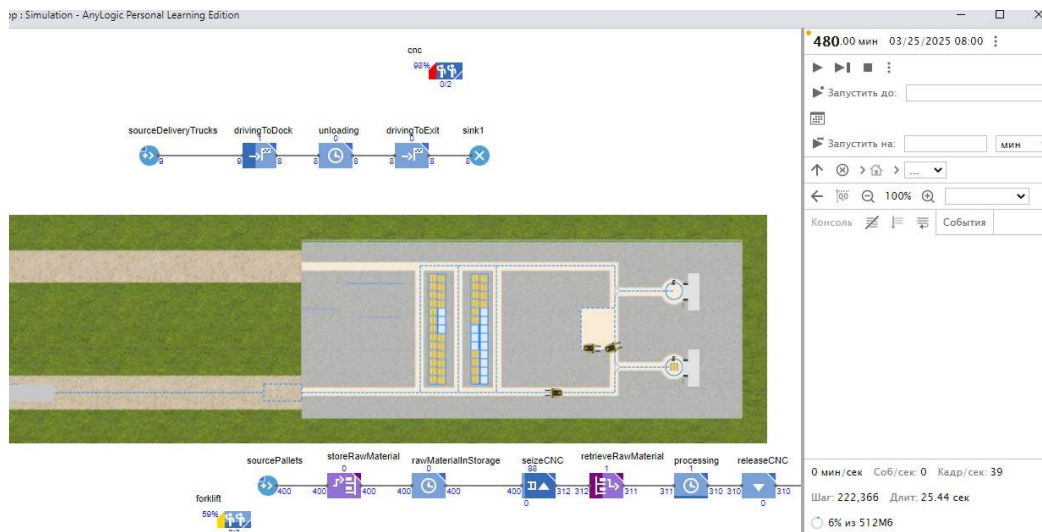 op : Simulation - AnyLogic Personal Learning Edition
480.00 мин 03/25/2025 08:00
cnc
98%
0/2
Запустить до:
sourceDeliveryTrucks drivingToDock unloading drivingToExit sink1
1 0 0
9 9 8 8 8 8 8 8
Запустить на: мин
...
100%
Консоль События
sourcePallets storeRawMaterial rawMaterialInStorage seizeCNC retrieveRawMaterial processing releaseCNC
0 0 88 1 1
400 400 400 400 400 400 312 312 311 311 310 310 310
0 0
forklift
59%
0 мин/сек Соб/сек: 0 Кадр/сек: 39
Шаг: 222,366 Длит: 25.44 сек
6% из 512М6